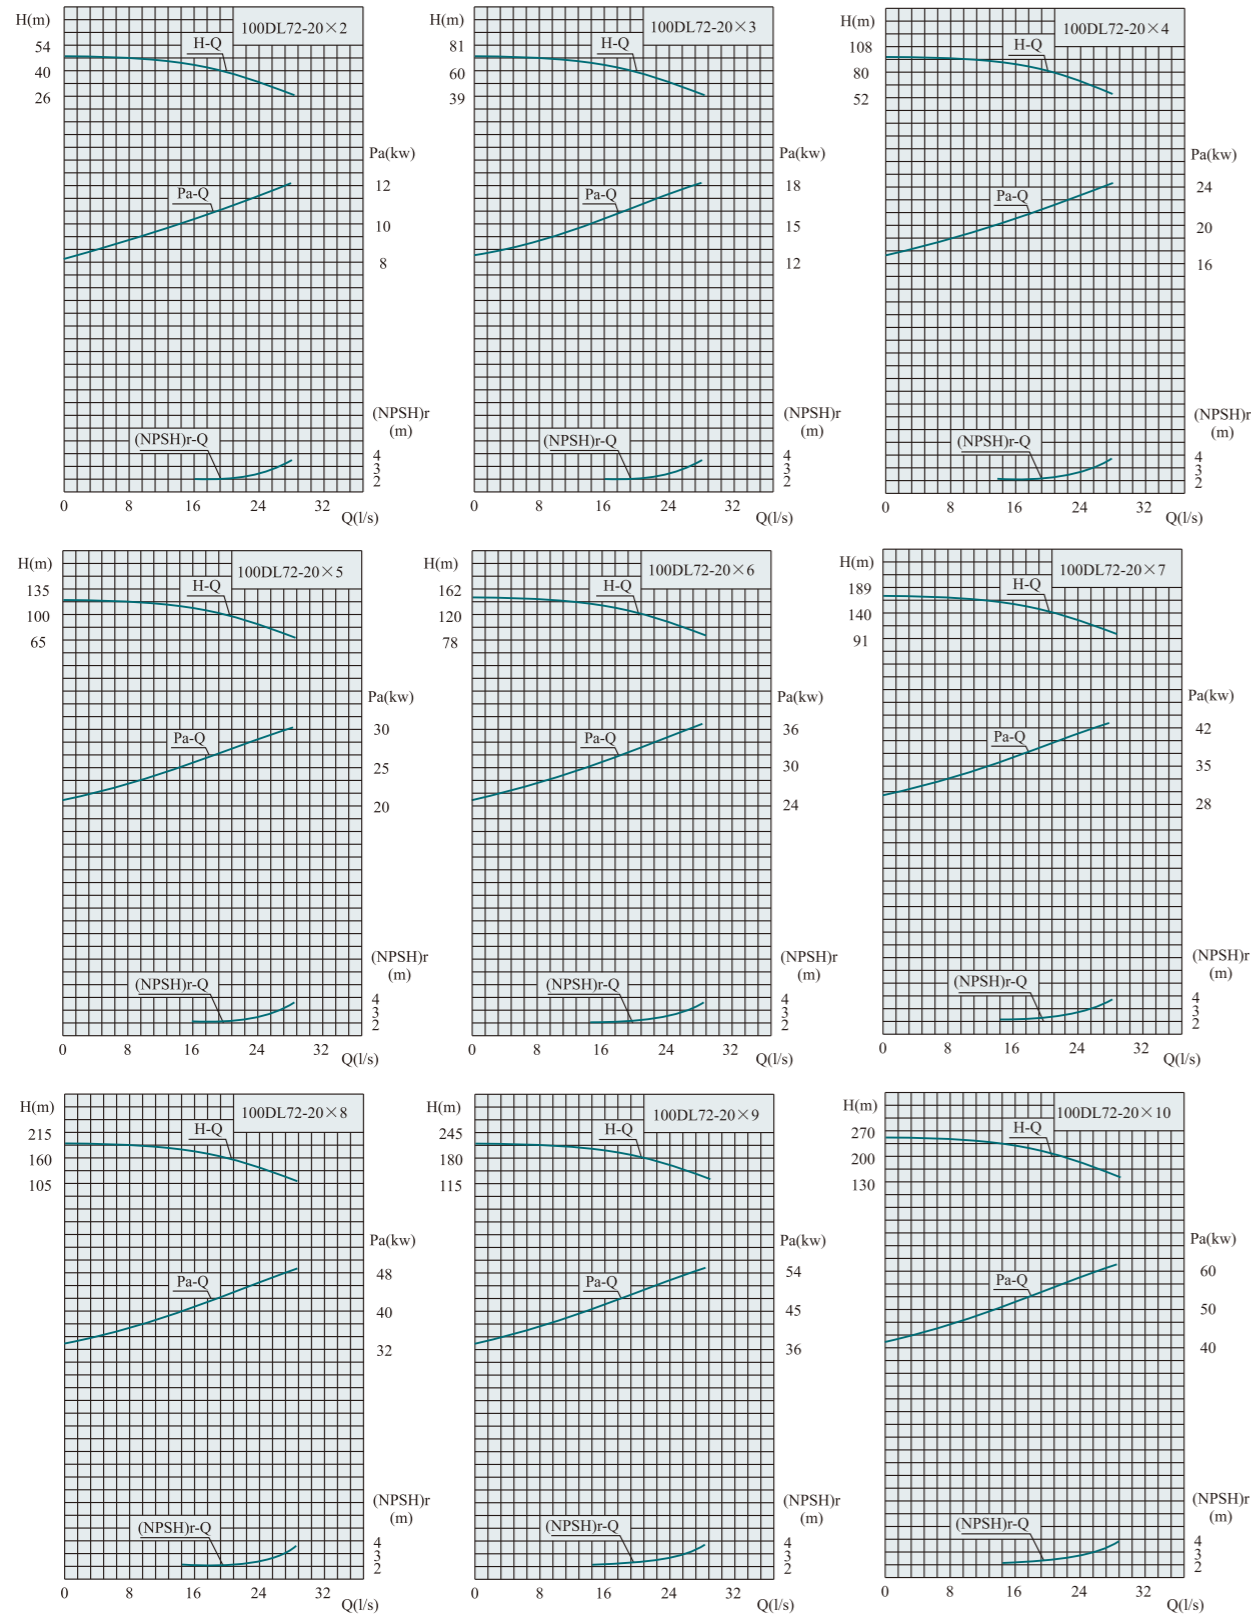 H(m)
100DL72-20×2
H-Q
54
40
26
Pa(kw)
12
Pa-Q
10
8
(NPSH)r
(m)
(NPSH)r-Q
4
3
2
0 8 16 24 32
Q(l/s)
H(m)
100DL72-20×3
H-Q
81
60
39
Pa(kw)
18
Pa-Q
15
12
(NPSH)r
(m)
(NPSH)r-Q
4
3
2
0 8 16 24 32
Q(l/s)
H(m)
100DL72-20×4
H-Q
108
80
52
Pa(kw)
24
Pa-Q
20
16
(NPSH)r
(m)
(NPSH)r-Q
4
3
2
0 8 16 24 32
Q(l/s)
H(m)
100DL72-20×5
H-Q
135
100
65
Pa(kw)
30
Pa-Q
25
20
(NPSH)r
(m)
(NPSH)r-Q
4
3
2
0 8 16 24 32
Q(l/s)
H(m)
100DL72-20×6
H-Q
162
120
78
Pa(kw)
36
Pa-Q
30
24
(NPSH)r
(m)
(NPSH)r-Q
4
3
2
0 8 16 24 32
Q(l/s)
H(m)
100DL72-20×7
H-Q
189
140
91
Pa(kw)
42
Pa-Q
35
28
(NPSH)r
(m)
(NPSH)r-Q
4
3
2
0 8 16 24 32
Q(l/s)
H(m)
100DL72-20×8
H-Q
215
160
105
Pa(kw)
48
Pa-Q
40
32
(NPSH)r
(m)
(NPSH)r-Q
4
3
2
0 8 16 24 32
Q(l/s)
H(m)
100DL72-20×9
H-Q
245
180
115
Pa(kw)
54
Pa-Q
45
36
(NPSH)r
(m)
(NPSH)r-Q
4
3
2
0 8 16 24 32
Q(l/s)
H(m)
100DL72-20×10
H-Q
270
200
130
Pa(kw)
60
Pa-Q
50
40
(NPSH)r
(m)
(NPSH)r-Q
4
3
2
0 8 16 24 32
Q(l/s)